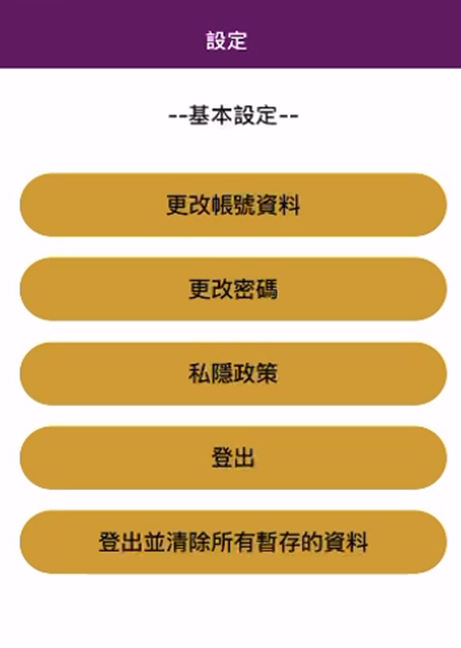 設定
--基本設定--
更改帳號資料
更改密碼
私隱政策
登出
登出並清除所有暫存的資料